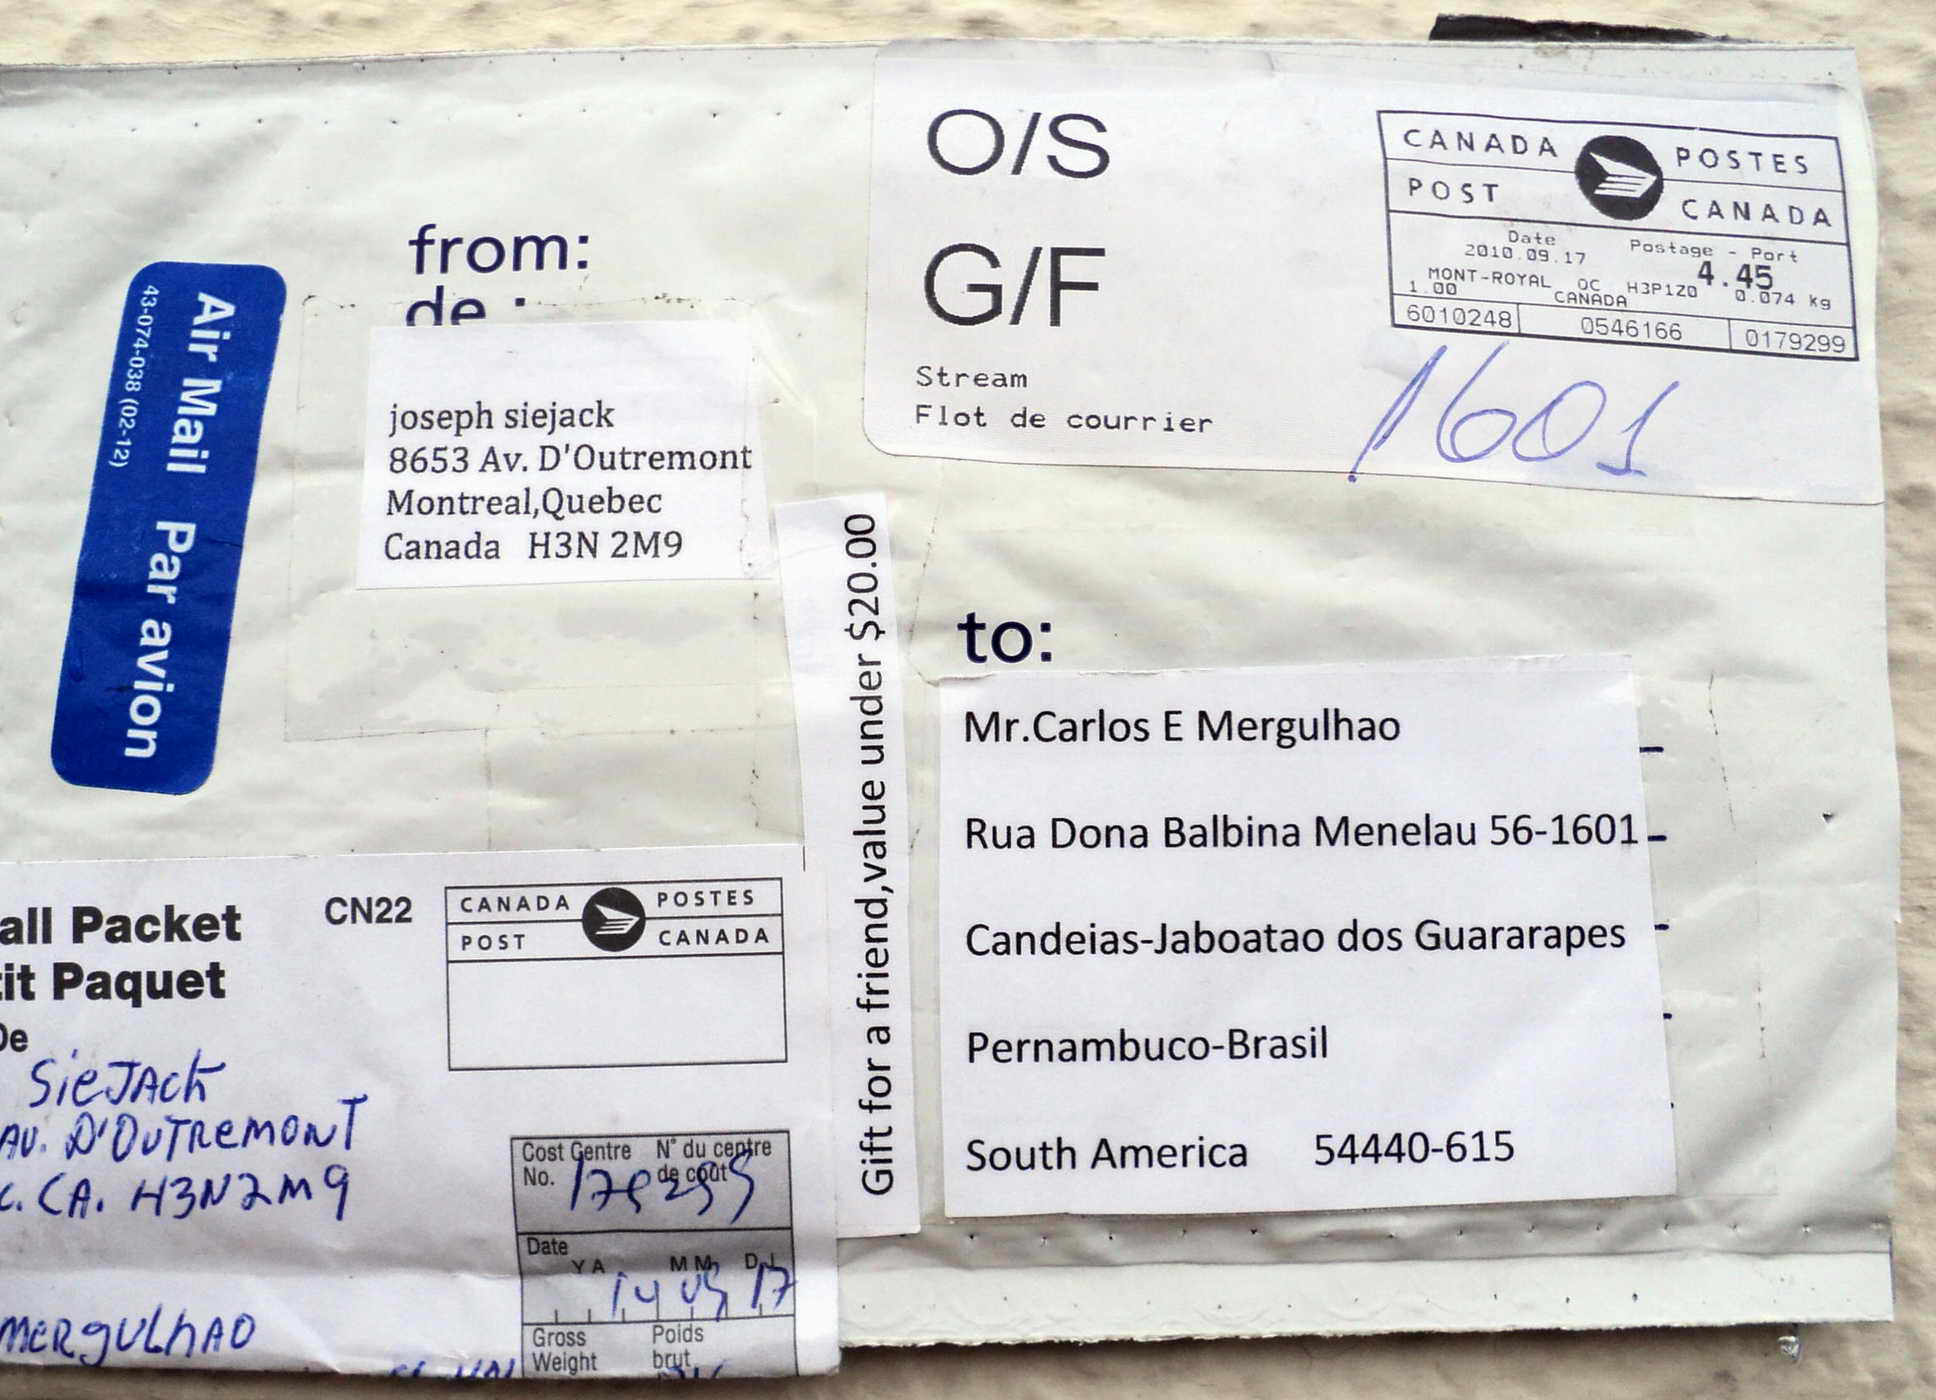 from:
de :
joseph siejack
8653 Av. D'Outremont
Montreal,Quebec
Canada H3N 2M9
Air Mail Par avion
43-074-038 (02-12)
O/S
G/F
Stream
Flot de courrier
CANADA POSTES
POST CANADA
Date
2010.09.17
Postage - Port
4.45
MONT-ROYAL QC H3P1Z0
1.00 CANADA 0.074 kg
6010248 0546166 0179299
1601
Gift for a friend,value under $20.00
to:
Mr.Carlos E Mergulhao
Rua Dona Balbina Menelau 56-1601
Candeias-Jaboatao dos Guararapes
Pernambuco-Brasil
South America 54440-615
all Packet
tit Paquet
CN22
CANADA POSTES
POST CANADA
De
SieJAck
AV. D'OUTReMONT
C. CA. H3N2M9
MeRgULhAO
Cost Centre N° du centre
No. de coût
Date
Y A M M D J
17
Gross Poids
Weight brut